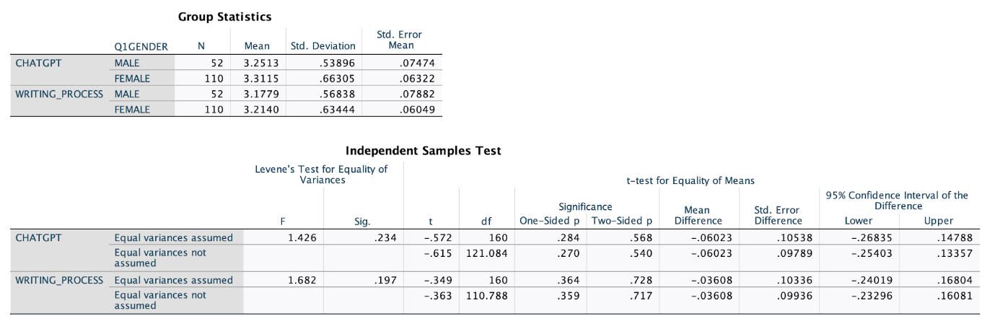 Group Statistics
Q1GENDER N Mean Std. Deviation Std. Error Mean
CHATGPT MALE 52 3.2513 .53896 .07474
FEMALE 110 3.3115 .66305 .06322
WRITING_PROCESS MALE 52 3.1779 .56838 .07882
FEMALE 110 3.2140 .63444 .06049
Independent Samples Test
Levene's Test for Equality of Variances
t-test for Equality of Means
Significance
95% Confidence Interval of the Difference
F Sig. t df One-Sided p Two-Sided p Mean Difference Std. Error Difference Lower Upper
CHATGPT Equal variances assumed 1.426 .234 -.572 160 .284 .568 -.06023 .10538 -.26835 .14788
Equal variances not assumed -.615 121.084 .270 .540 -.06023 .09789 -.25403 .13357
WRITING_PROCESS Equal variances assumed 1.682 .197 -.349 160 .364 .728 -.03608 .10336 -.24019 .16804
Equal variances not assumed -.363 110.788 .359 .717 -.03608 .09936 -.23296 .16081